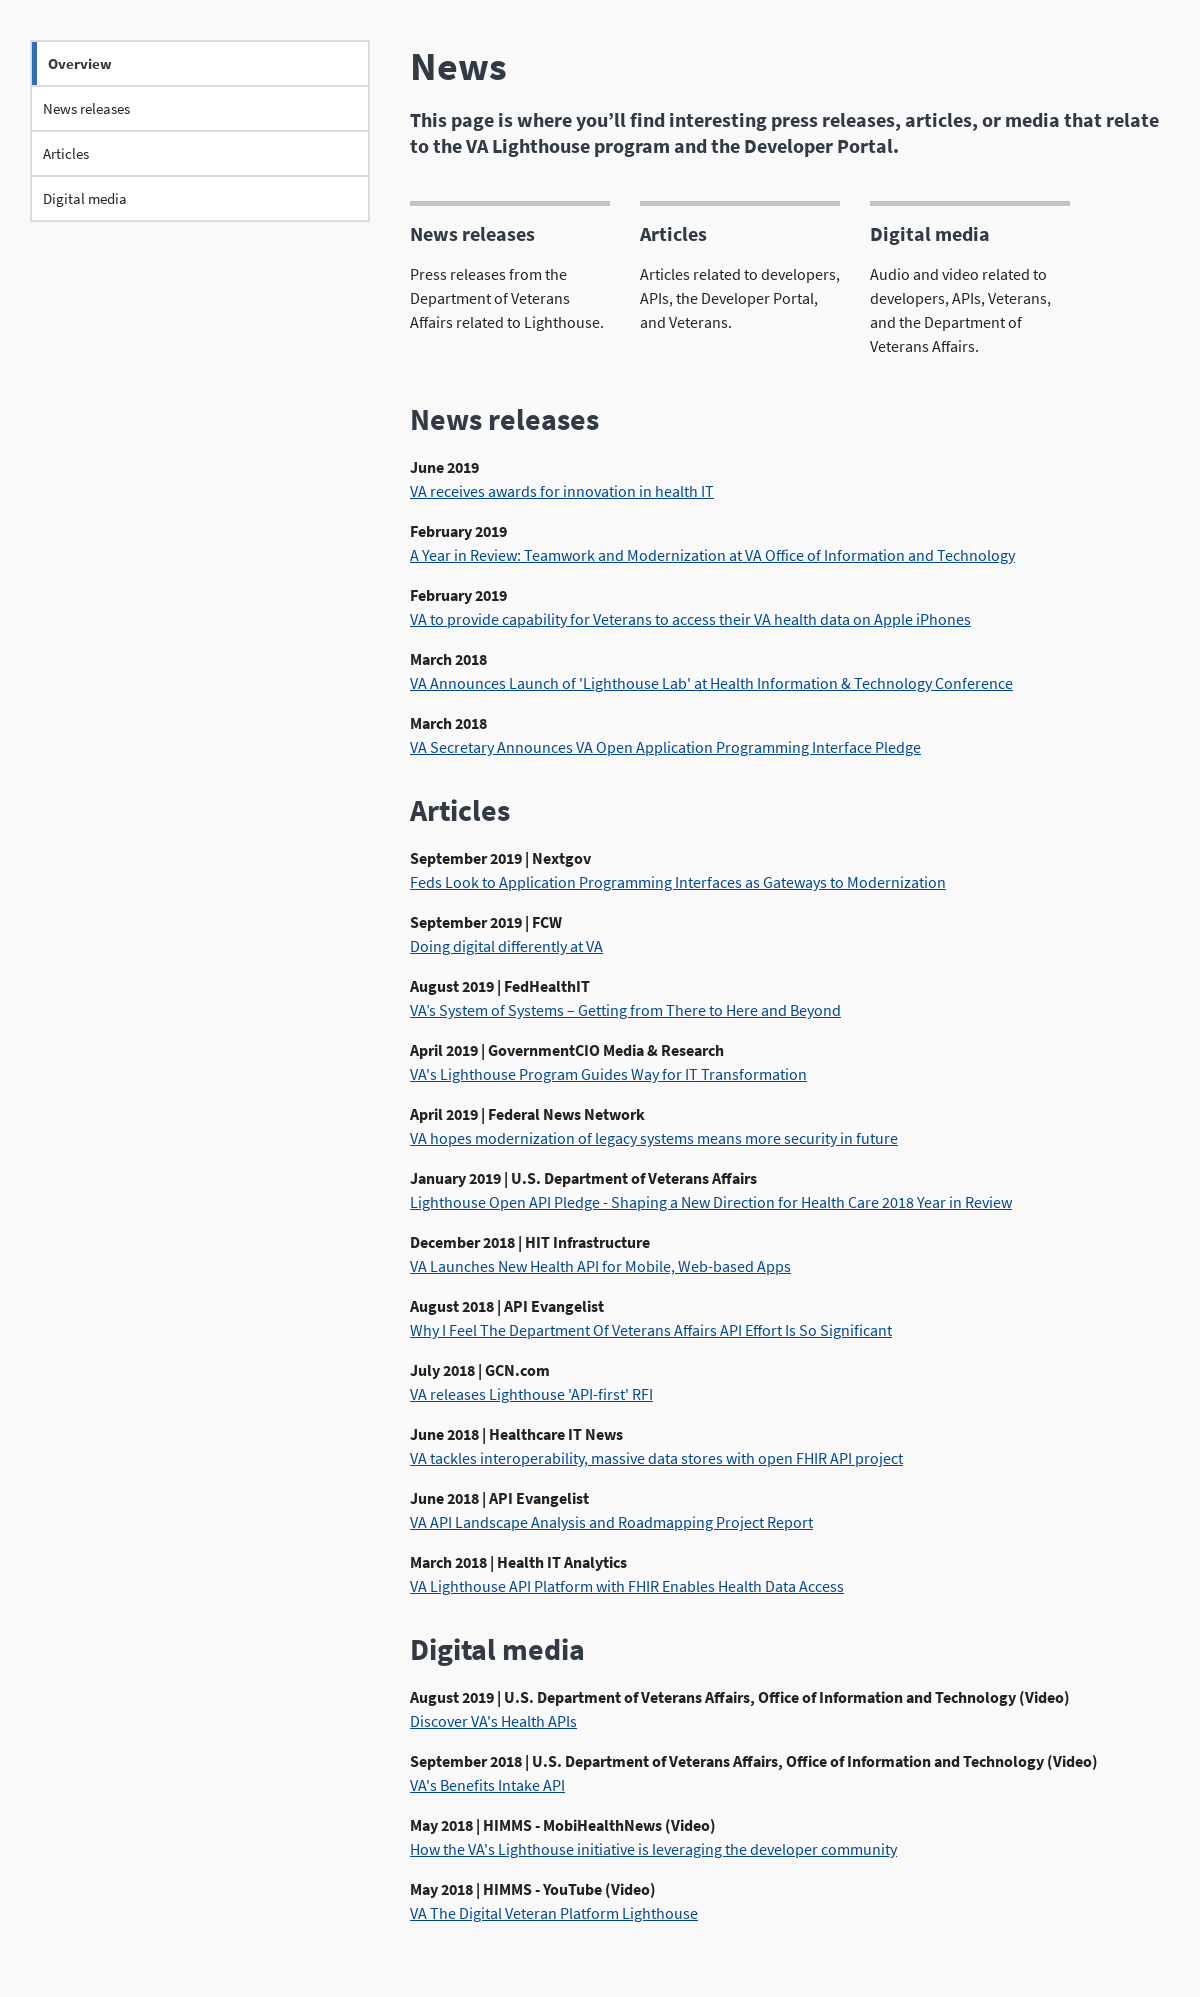 Overview
News releases
Articles
Digital media
News
This page is where you’ll find interesting press releases, articles, or media that relate
to the VA Lighthouse program and the Developer Portal.
News releases
Press releases from the
Department of Veterans
Affairs related to Lighthouse.
Articles
Articles related to developers,
APIs, the Developer Portal,
and Veterans.
Digital media
Audio and video related to
developers, APIs, Veterans,
and the Department of
Veterans Affairs.
News releases
June 2019
VA receives awards for innovation in health IT
February 2019
A Year in Review: Teamwork and Modernization at VA Office of Information and Technology
February 2019
VA to provide capability for Veterans to access their VA health data on Apple iPhones
March 2018
VA Announces Launch of 'Lighthouse Lab' at Health Information & Technology Conference
March 2018
VA Secretary Announces VA Open Application Programming Interface Pledge
Articles
September 2019 | Nextgov
Feds Look to Application Programming Interfaces as Gateways to Modernization
September 2019 | FCW
Doing digital differently at VA
August 2019 | FedHealthIT
VA’s System of Systems – Getting from There to Here and Beyond
April 2019 | GovernmentCIO Media & Research
VA's Lighthouse Program Guides Way for IT Transformation
April 2019 | Federal News Network
VA hopes modernization of legacy systems means more security in future
January 2019 | U.S. Department of Veterans Affairs
Lighthouse Open API Pledge - Shaping a New Direction for Health Care 2018 Year in Review
December 2018 | HIT Infrastructure
VA Launches New Health API for Mobile, Web-based Apps
August 2018 | API Evangelist
Why I Feel The Department Of Veterans Affairs API Effort Is So Significant
July 2018 | GCN.com
VA releases Lighthouse 'API-first' RFI
June 2018 | Healthcare IT News
VA tackles interoperability, massive data stores with open FHIR API project
June 2018 | API Evangelist
VA API Landscape Analysis and Roadmapping Project Report
March 2018 | Health IT Analytics
VA Lighthouse API Platform with FHIR Enables Health Data Access
Digital media
August 2019 | U.S. Department of Veterans Affairs, Office of Information and Technology (Video)
Discover VA's Health APIs
September 2018 | U.S. Department of Veterans Affairs, Office of Information and Technology (Video)
VA's Benefits Intake API
May 2018 | HIMMS - MobiHealthNews (Video)
How the VA's Lighthouse initiative is leveraging the developer community
May 2018 | HIMMS - YouTube (Video)
VA The Digital Veteran Platform Lighthouse